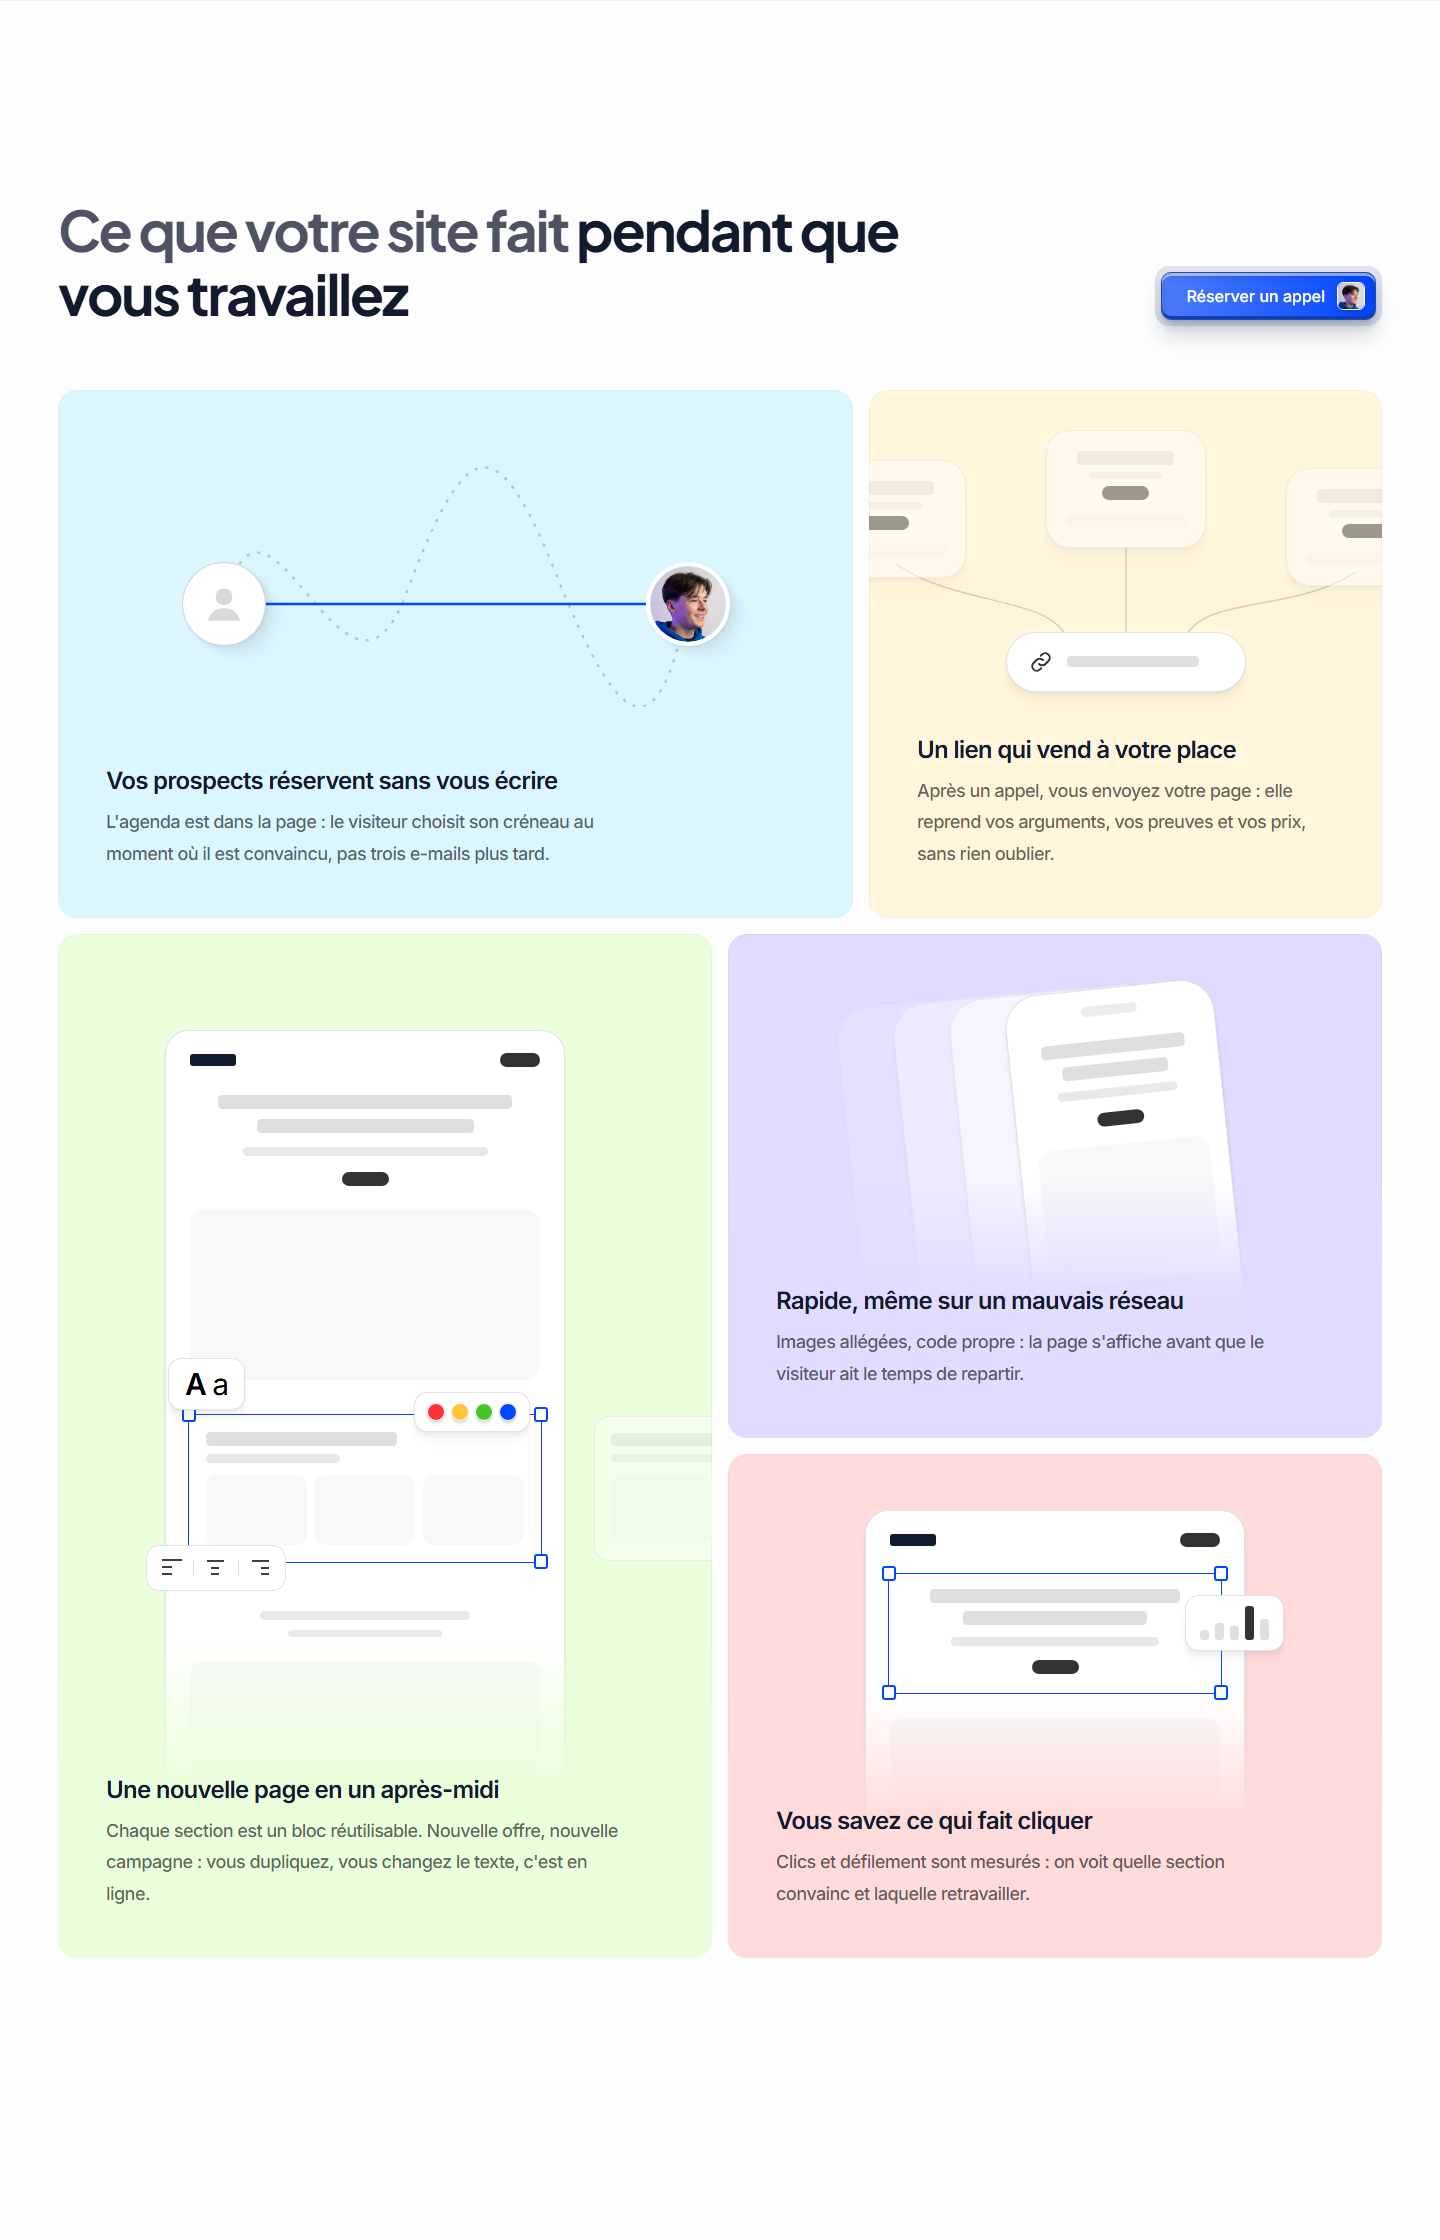 Ce que votre site fait pendant que
vous travaillez
Réserver un appel
Vos prospects réservent sans vous écrire
L'agenda est dans la page : le visiteur choisit son créneau au
moment où il est convaincu, pas trois e-mails plus tard.
Un lien qui vend à votre place
Après un appel, vous envoyez votre page : elle
reprend vos arguments, vos preuves et vos prix,
sans rien oublier.
A a
Une nouvelle page en un après-midi
Chaque section est un bloc réutilisable. Nouvelle offre, nouvelle
campagne : vous dupliquez, vous changez le texte, c'est en
ligne.
Rapide, même sur un mauvais réseau
Images allégées, code propre : la page s'affiche avant que le
visiteur ait le temps de repartir.
Vous savez ce qui fait cliquer
Clics et défilement sont mesurés : on voit quelle section
convainc et laquelle retravailler.